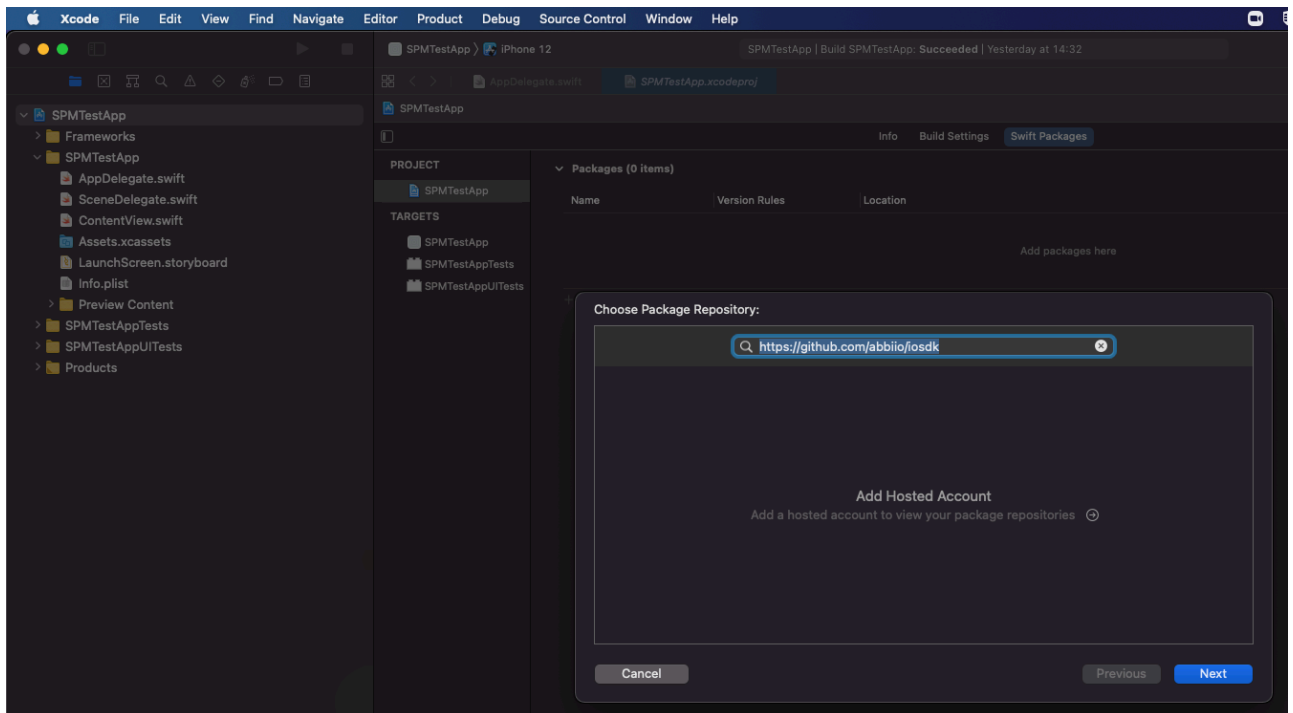 Xcode File Edit View Find Navigate Editor Product Debug Source Control Window Help
SPMTestApp 〉 iPhone 12
SPMTestApp | Build SPMTestApp: Succeeded | Yesterday at 14:32
AppDelegate.swift
SPMTestApp.xcodeproj
SPMTestApp
SPMTestApp
Frameworks
SPMTestApp
AppDelegate.swift
SceneDelegate.swift
ContentView.swift
Assets.xcassets
LaunchScreen.storyboard
Info.plist
Preview Content
SPMTestAppTests
SPMTestAppUITests
Products
Info Build Settings Swift Packages
PROJECT
SPMTestApp
TARGETS
SPMTestApp
SPMTestAppTests
SPMTestAppUITests
Packages (0 items)
Name Version Rules Location
Add packages here
Choose Package Repository:
https://github.com/abbiio/iosdk
Add Hosted Account
Add a hosted account to view your package repositories
Cancel Previous Next